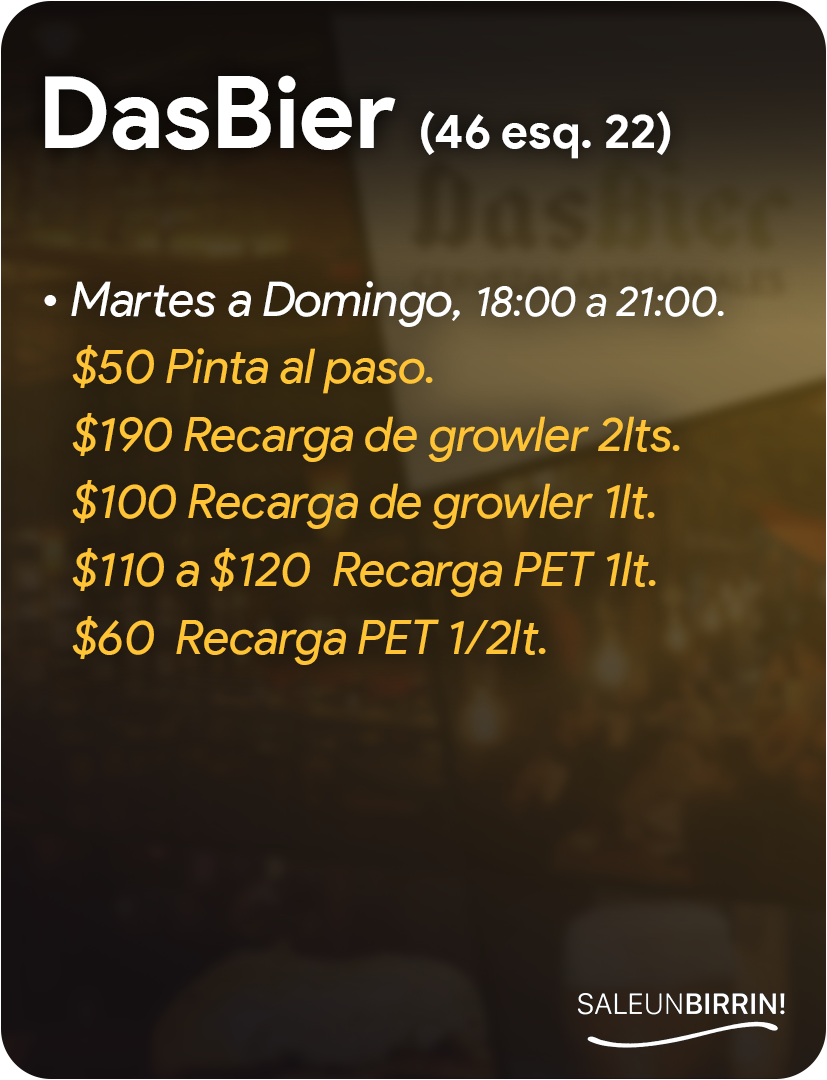 DasBier (46 esq. 22)
DasBier
• Martes a Domingo, 18:00 a 21:00.
$50 Pinta al paso.
$190 Recarga de growler 2lts.
$100 Recarga de growler 1lt.
$110 a $120 Recarga PET 1lt.
$60 Recarga PET 1/2lt.
SALEUNBIRRIN!